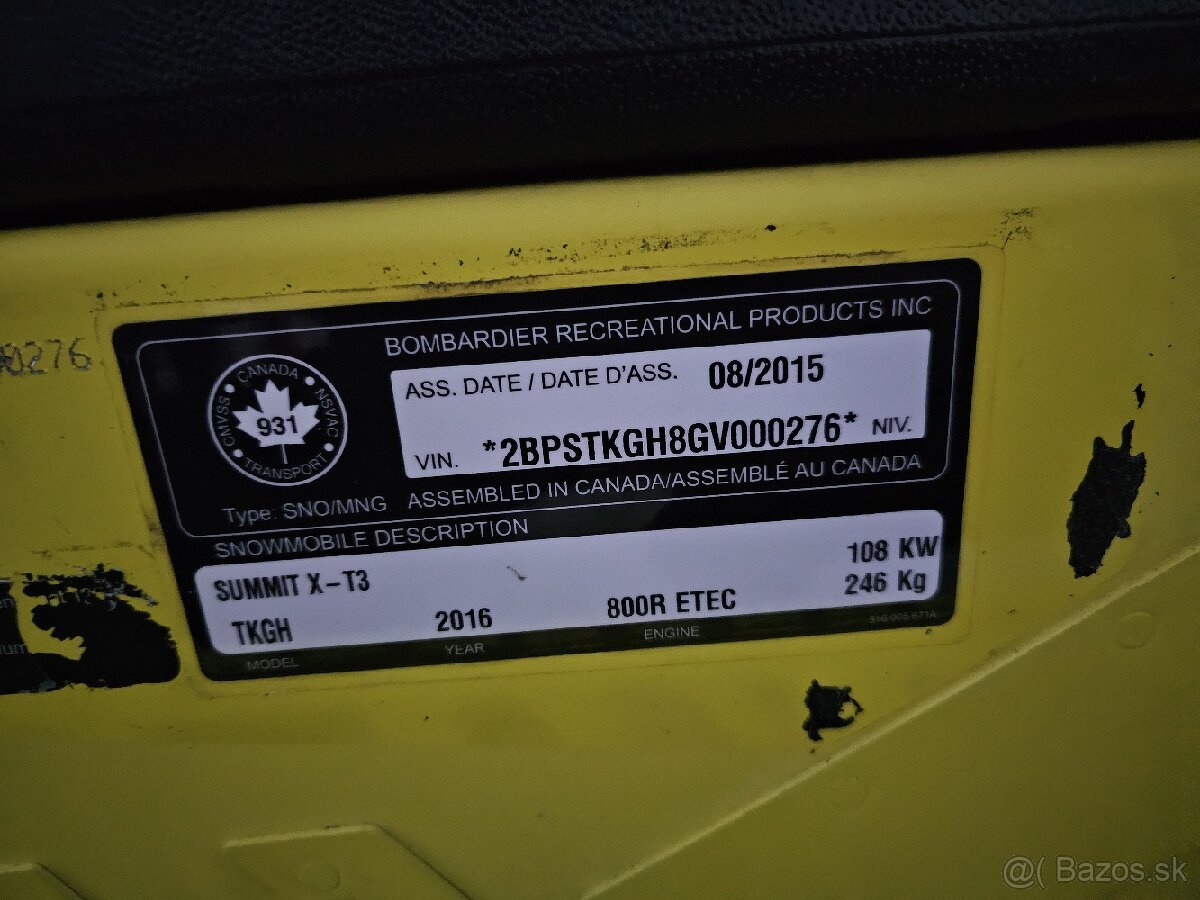 BOMBARDIER RECREATIONAL PRODUCTS INC
ASS. DATE / DATE D'ASS. 08/2015
VIN. *2BPSTKGH8GV000276* NIV.
CANADA
CMVSS 931 NSVAC
TRANSPORT
Type: SNO/MNG ASSEMBLED IN CANADA/ASSEMBLÉ AU CANADA
SNOWMOBILE DESCRIPTION
SUMMIT X-T3 108 KW
TKGH 2016 800R ETEC 246 Kg
MODEL YEAR ENGINE
0276
@( Bazos.sk